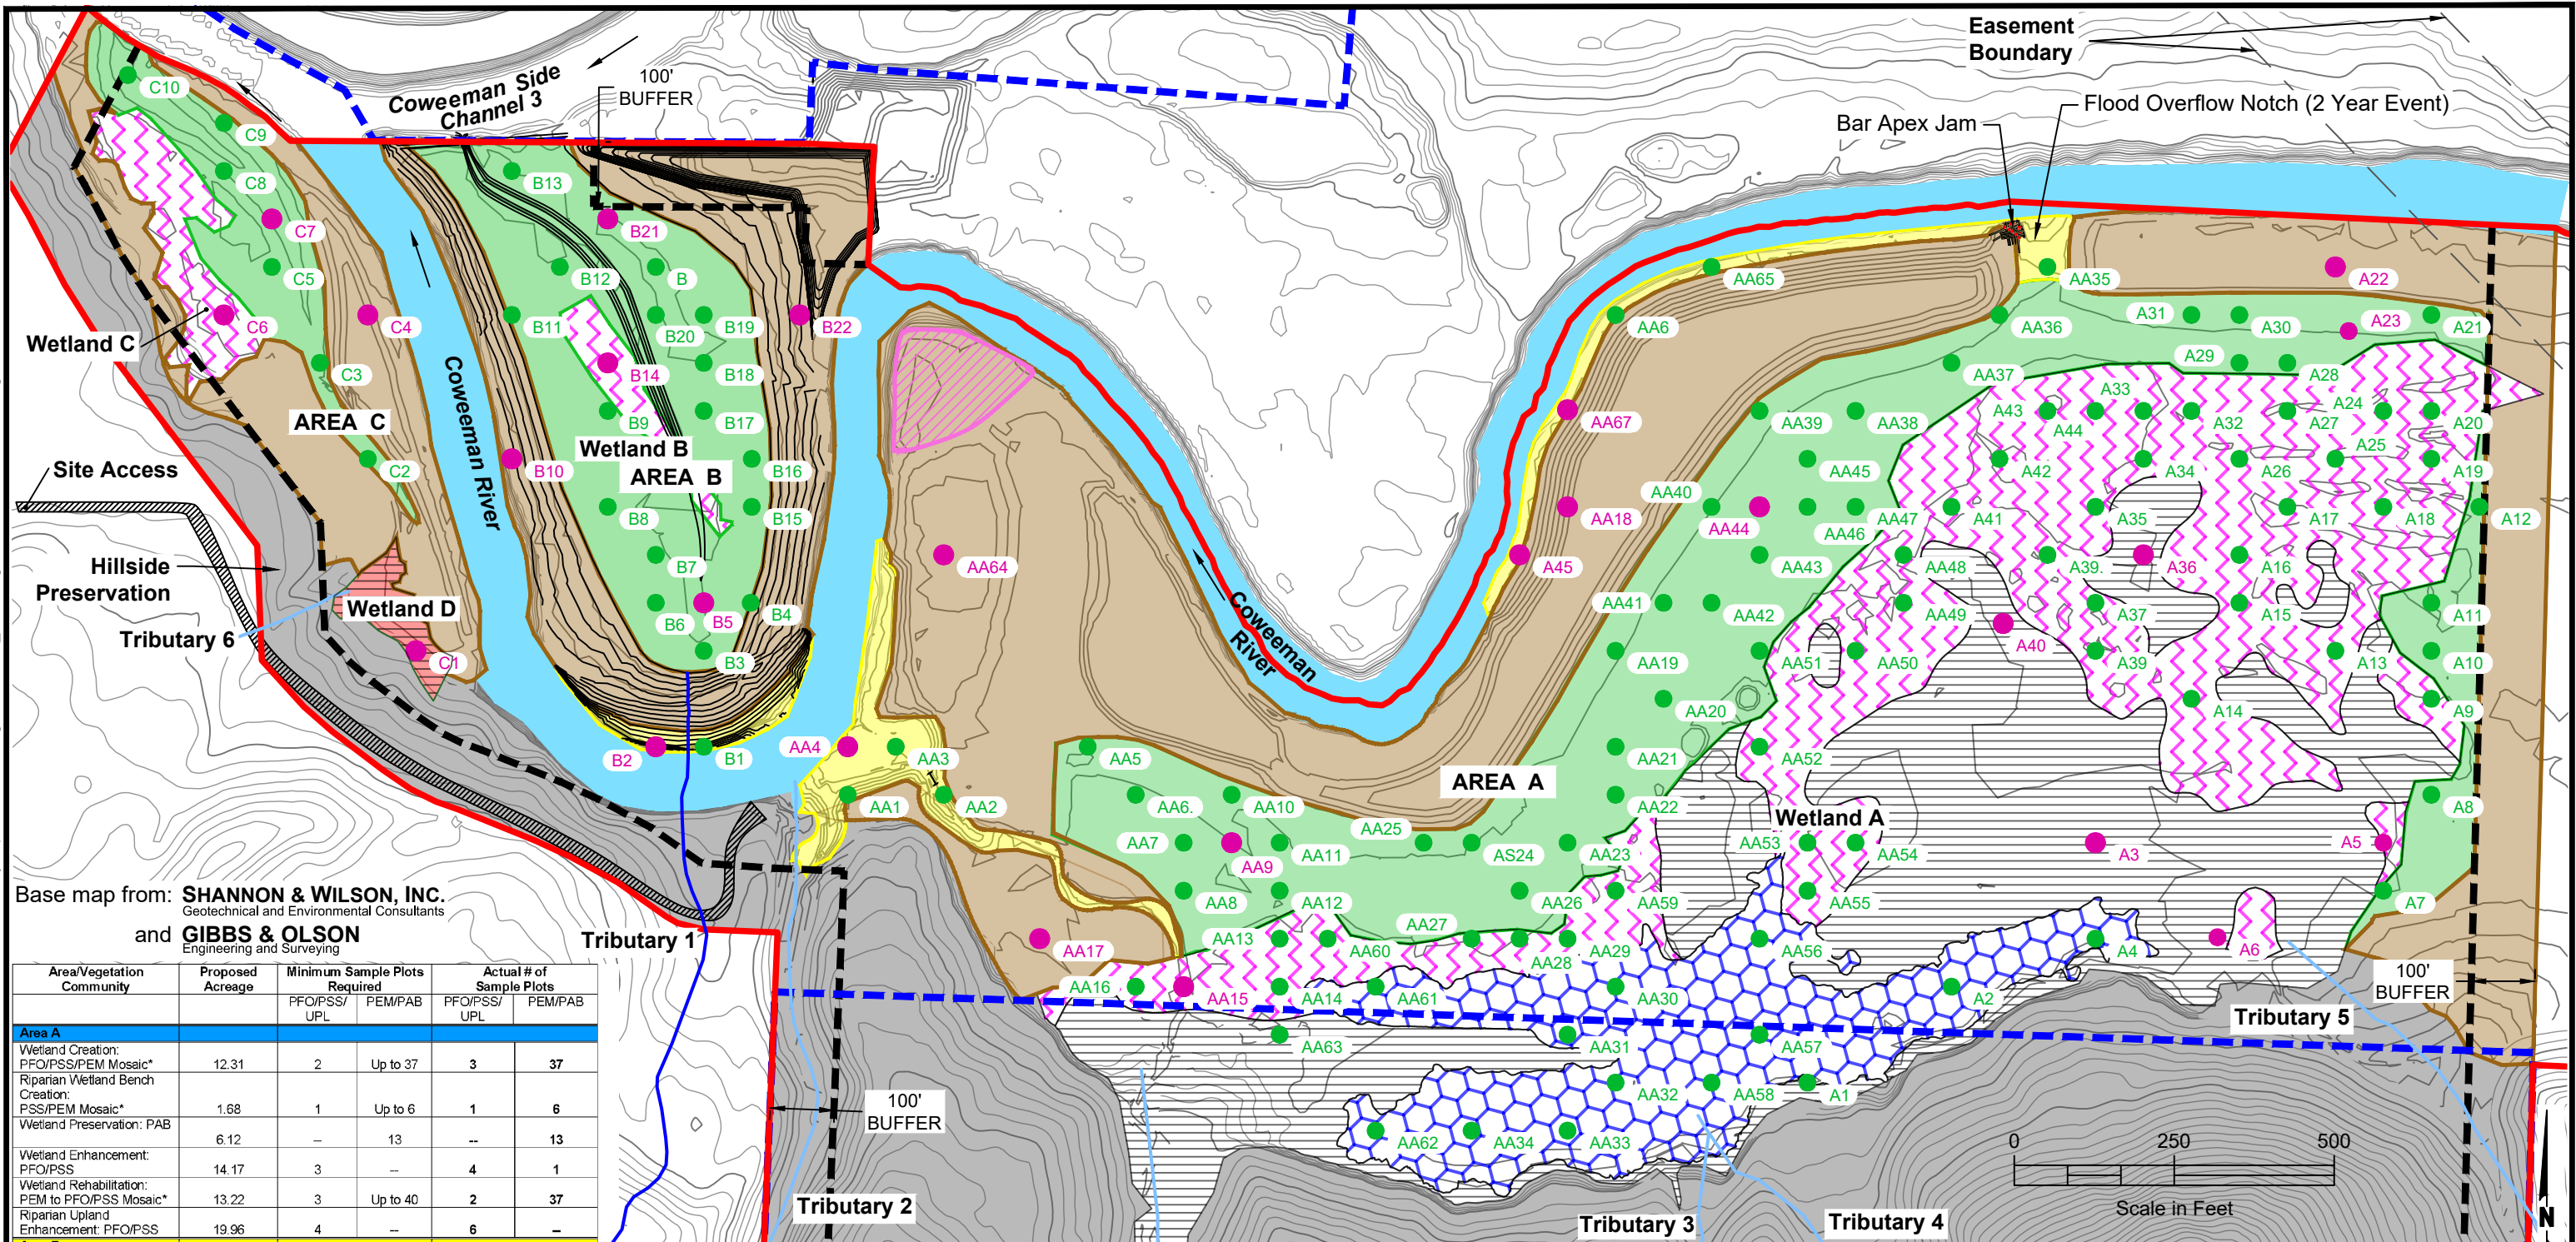 Easement
Boundary
Coweeman Side
Channel 3
100'
BUFFER
Flood Overflow Notch (2 Year Event)
Bar Apex Jam
C10
C9
C8
C7
C5
C6
C4
C3
C2
C1
Wetland C
AREA C
Coweeman River
Site Access
Hillside
Preservation
Wetland D
Tributary 6
B13
B21
B12
B
B11
B20
B19
B22
B14
B18
B9
B17
Wetland B
AREA B
B10
B16
B8
B15
B7
B6
B5
B4
B3
B2
B1
AA4
AA3
AA1
AA2
AA64
Coweeman
River
AA65
AA35
A22
AA6
AA36
A31
A30
A23
A21
AA37
A29
A28
AA67
AA39
AA38
A43
A33
A44
A32
A24
A27
A20
A25
AA45
A42
A34
A26
A19
AA18
AA40
AA44
AA46
AA47
A41
A35
A17
A18
A12
A45
AA43
AA48
A39.
A36
A16
AA41
AA42
AA49
A40
A37
A15
A11
AA19
AA51
AA50
A39
A13
A10
AA20
A14
A9
AA5
AA21
AA52
AREA A
AA6.
AA10
AA22
A8
Wetland A
AA7
AA9
AA11
AA25
AS24
AA23
AA53
AA54
A3
A5
AA8
AA12
AA27
AA26
AA59
AA55
A7
AA17
AA13
AA60
AA28
AA29
AA56
A4
A6
AA16
AA15
AA14
AA61
AA30
A2
100'
BUFFER
Tributary 5
AA63
AA31
AA57
AA32
AA58
A1
100'
BUFFER
AA62
AA34
AA33
0 250 500
Scale in Feet
N
Tributary 1
Tributary 2
Tributary 3
Tributary 4
Base map from: SHANNON & WILSON, INC.
Geotechnical and Environmental Consultants
and GIBBS & OLSON
Engineering and Surveying
Area/Vegetation Community Proposed Acreage Minimum Sample Plots Required Actual # of Sample Plots
PFO/PSS/UPL PEM/PAB PFO/PSS/UPL PEM/PAB
Area A
Wetland Creation:
PFO/PSS/PEM Mosaic* 12.31 2 Up to 37 3 37
Riparian Wetland Bench
Creation:
PSS/PEM Mosaic* 1.68 1 Up to 6 1 6
Wetland Preservation: PAB
6.12 -- 13 -- 13
Wetland Enhancement:
PFO/PSS 14.17 3 -- 4 1
Wetland Rehabilitation:
PEM to PFO/PSS Mosaic* 13.22 3 Up to 40 2 37
Riparian Upland
Enhancement: PFO/PSS 19.96 4 -- 6 --